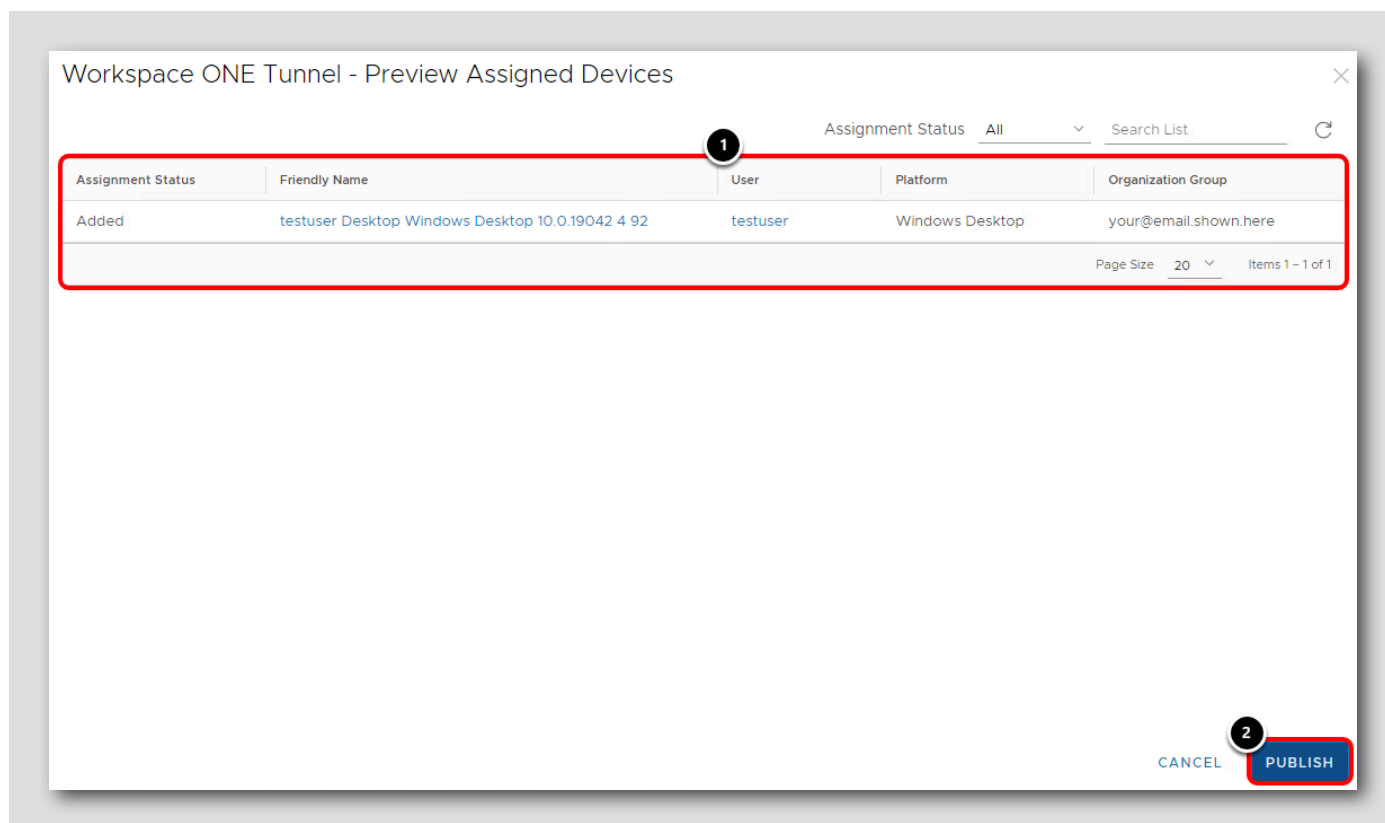 Workspace ONE Tunnel - Preview Assigned Devices
Assignment Status All Search List
1
Assignment Status Friendly Name User Platform Organization Group
Added testuser Desktop Windows Desktop 10.0.19042 4 92 testuser Windows Desktop your@email.shown.here
Page Size 20 Items 1 – 1 of 1
2
CANCEL PUBLISH